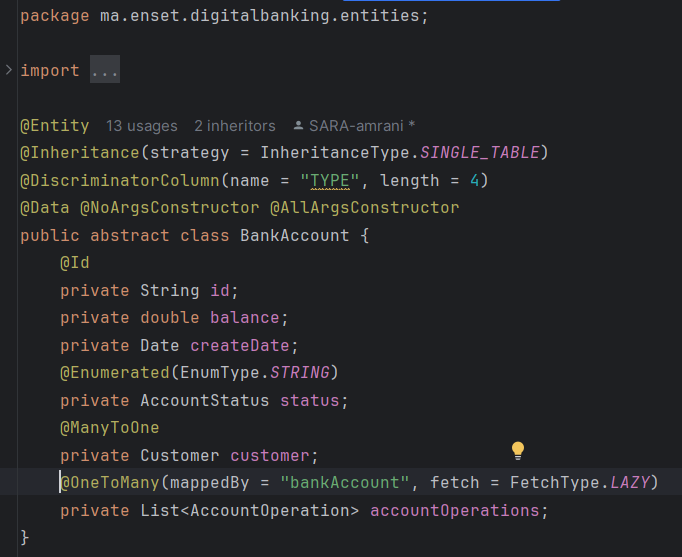 package ma.enset.digitalbanking.entities;
import ...
@Entity 13 usages 2 inheritors SARA-amrani *
@Inheritance(strategy = InheritanceType.SINGLE_TABLE)
@DiscriminatorColumn(name = "TYPE", length = 4)
@Data @NoArgsConstructor @AllArgsConstructor
public abstract class BankAccount {
    @Id
    private String id;
    private double balance;
    private Date createDate;
    @Enumerated(EnumType.STRING)
    private AccountStatus status;
    @ManyToOne
    private Customer customer;
    @OneToMany(mappedBy = "bankAccount", fetch = FetchType.LAZY)
    private List<AccountOperation> accountOperations;
}